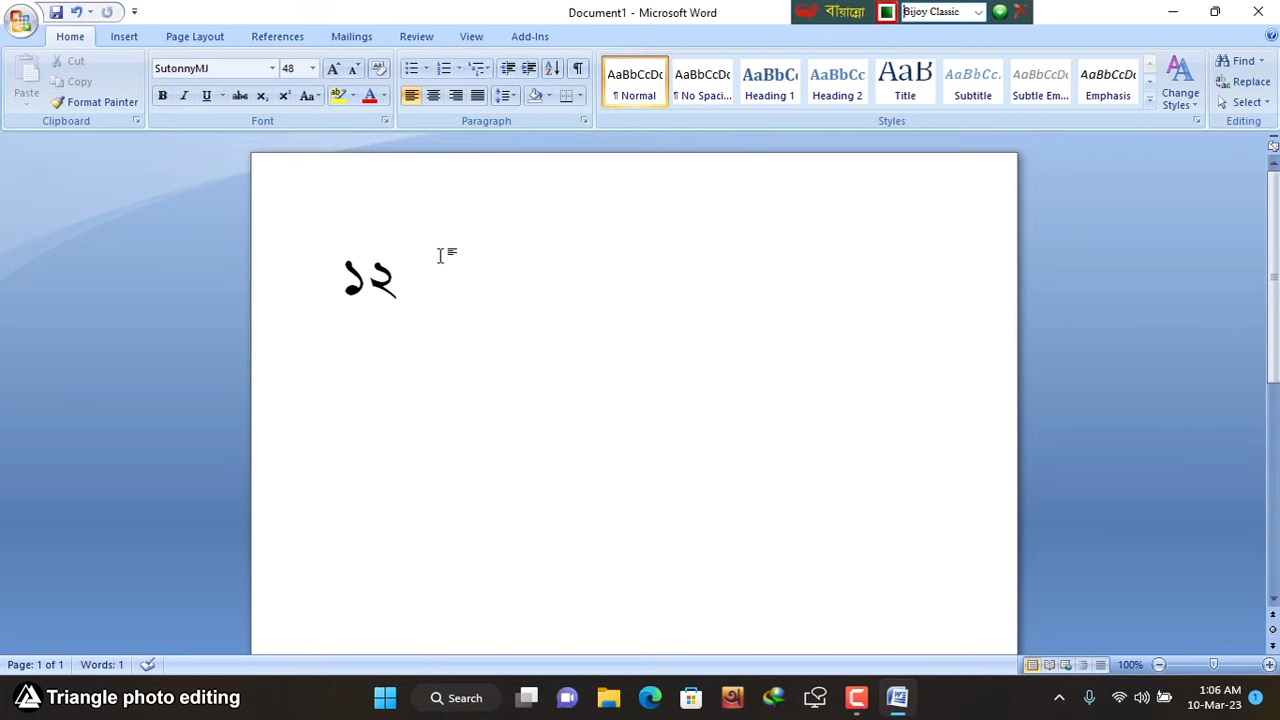 Document1 - Microsoft Word
বায়ান্নো
Bijoy Classic
Home Insert Page Layout References Mailings Review View Add-Ins
Paste
Cut
Copy
Format Painter
Clipboard
SutonnyMJ 48
Font
Paragraph
AaBbCcDc AaBbCcDc AaBbCc AaBbCc AaB AaBbCc. AaBbCcDc AaBbCcDc
¶ Normal ¶ No Spaci... Heading 1 Heading 2 Title Subtitle Subtle Em... Emphasis
Change Styles
Styles
Find
Replace
Select
Editing
১২
Page: 1 of 1 Words: 1 100%
Triangle photo editing
Search
1:06 AM
10-Mar-23
1